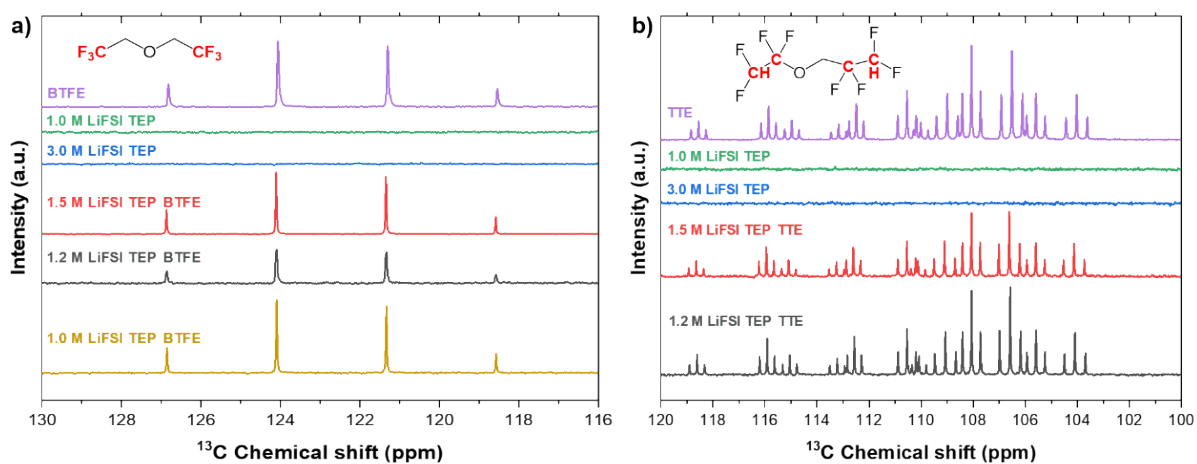 a)
F3C
O
CF3
BTFE
1.0 M LiFSI TEP
3.0 M LiFSI TEP
1.5 M LiFSI TEP BTFE
1.2 M LiFSI TEP BTFE
1.0 M LiFSI TEP BTFE
Intensity (a.u.)
130 128 126 124 122 120 118 116
13C Chemical shift (ppm)
b)
F F F F
F CH C O C CH F
F F F
TTE
1.0 M LiFSI TEP
3.0 M LiFSI TEP
1.5 M LiFSI TEP TTE
1.2 M LiFSI TEP TTE
Intensity (a.u.)
120 118 116 114 112 110 108 106 104 102 100
13C Chemical shift (ppm)